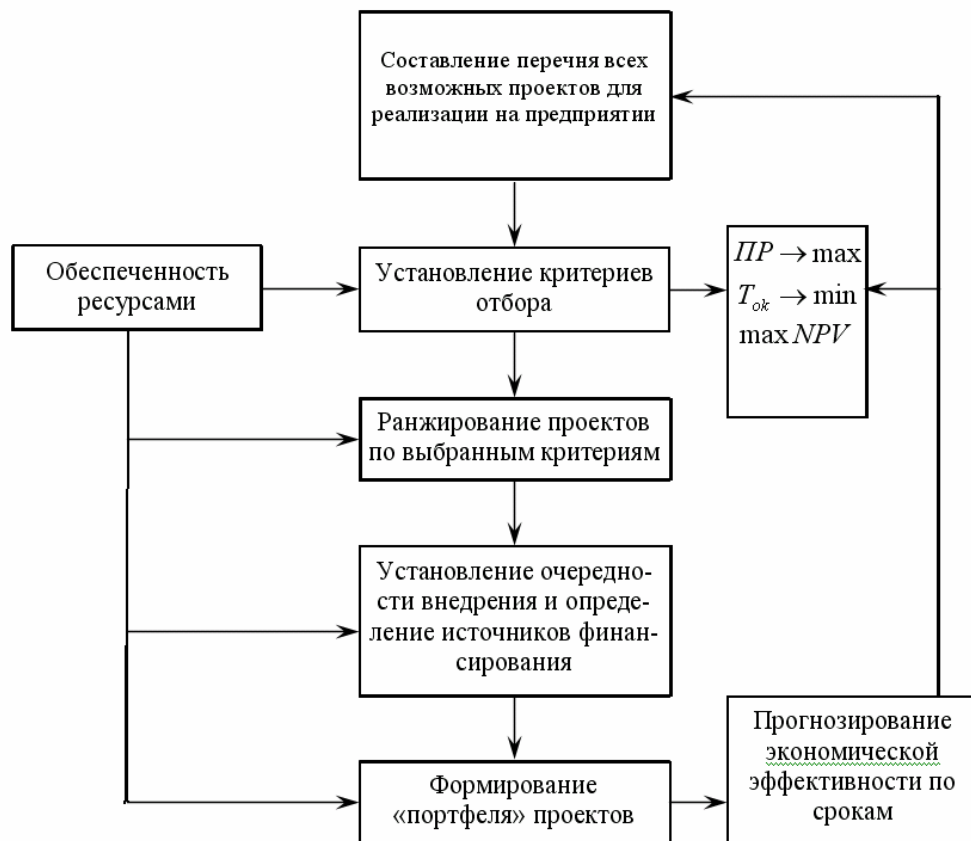 Составление перечня всех
возможных проектов для
реализации на предприятии
Обеспеченность
ресурсами
Установление критериев
отбора
ПР → max
T_ok → min
max NPV
Ранжирование проектов
по выбранным критериям
Установление очередно-
сти внедрения и опреде-
ление источников финан-
сирования
Формирование
«портфеля» проектов
Прогнозирование
экономической
эффективности по
срокам